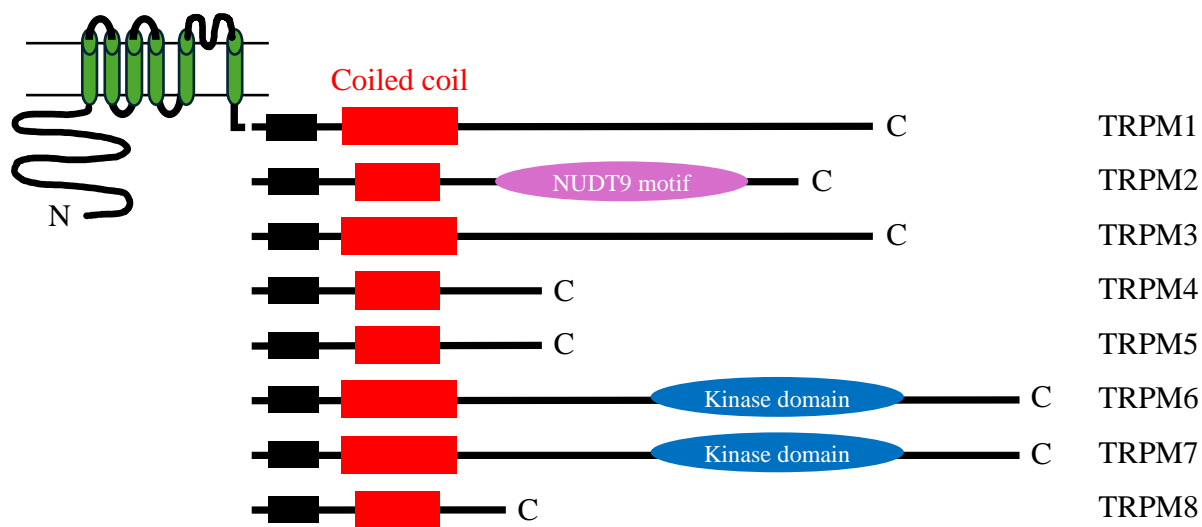 Coiled coil
C TRPM1
NUDT9 motif C TRPM2
N
C TRPM3
C TRPM4
C TRPM5
Kinase domain C TRPM6
Kinase domain C TRPM7
C TRPM8